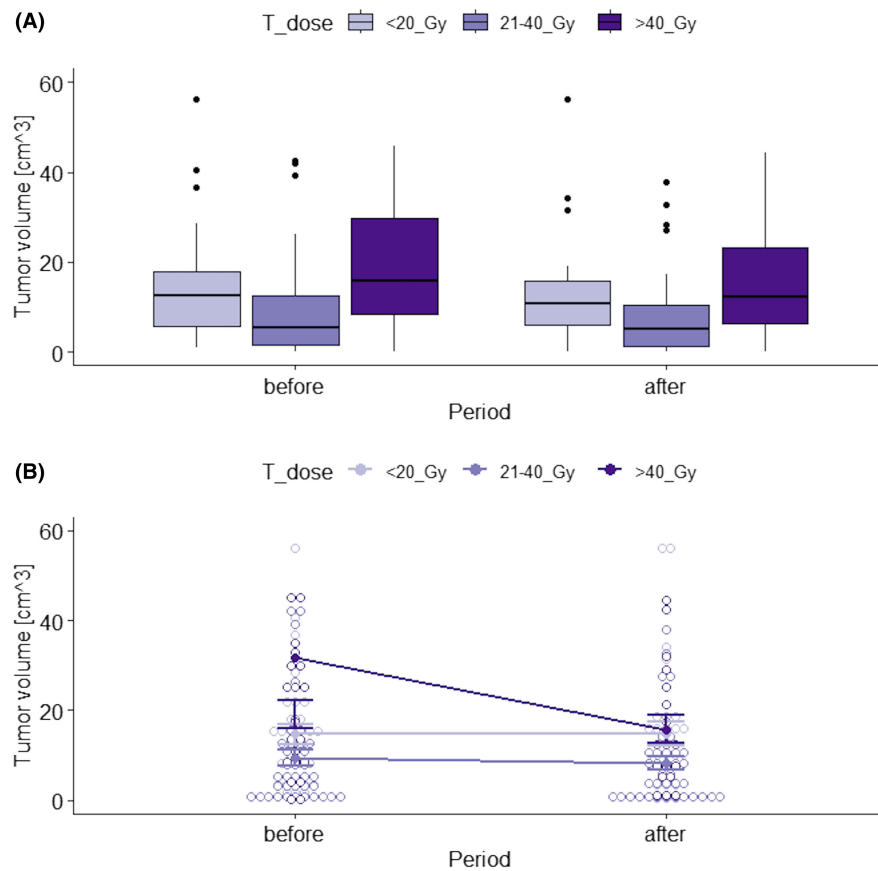 (A)
T_dose <20_Gy 21-40_Gy >40_Gy
Tumor volume [cm^3]
60
40
20
0
before after
Period
(B)
T_dose <20_Gy 21-40_Gy >40_Gy
Tumor volume [cm^3]
60
40
20
0
before after
Period